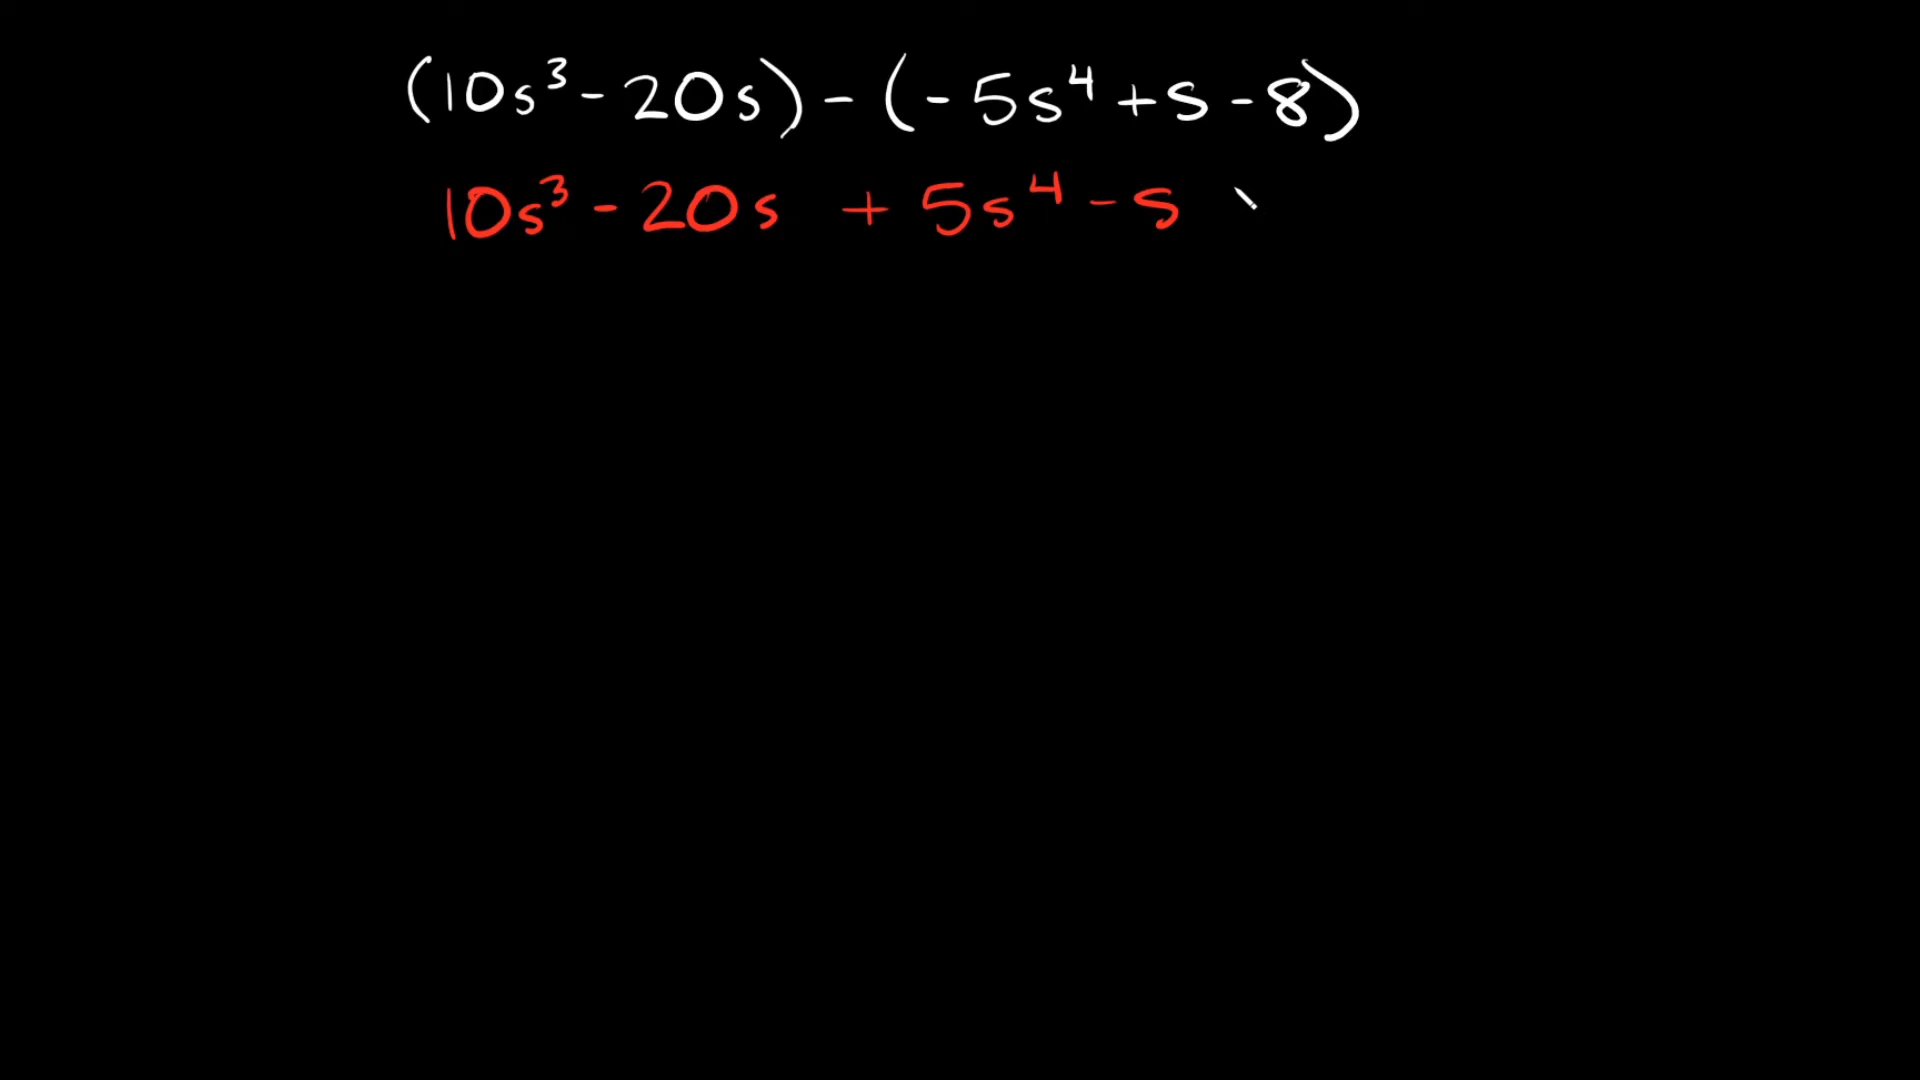 (10s³ - 20s) - (-5s⁴ + s - 8)
10s³ - 20s + 5s⁴ - s